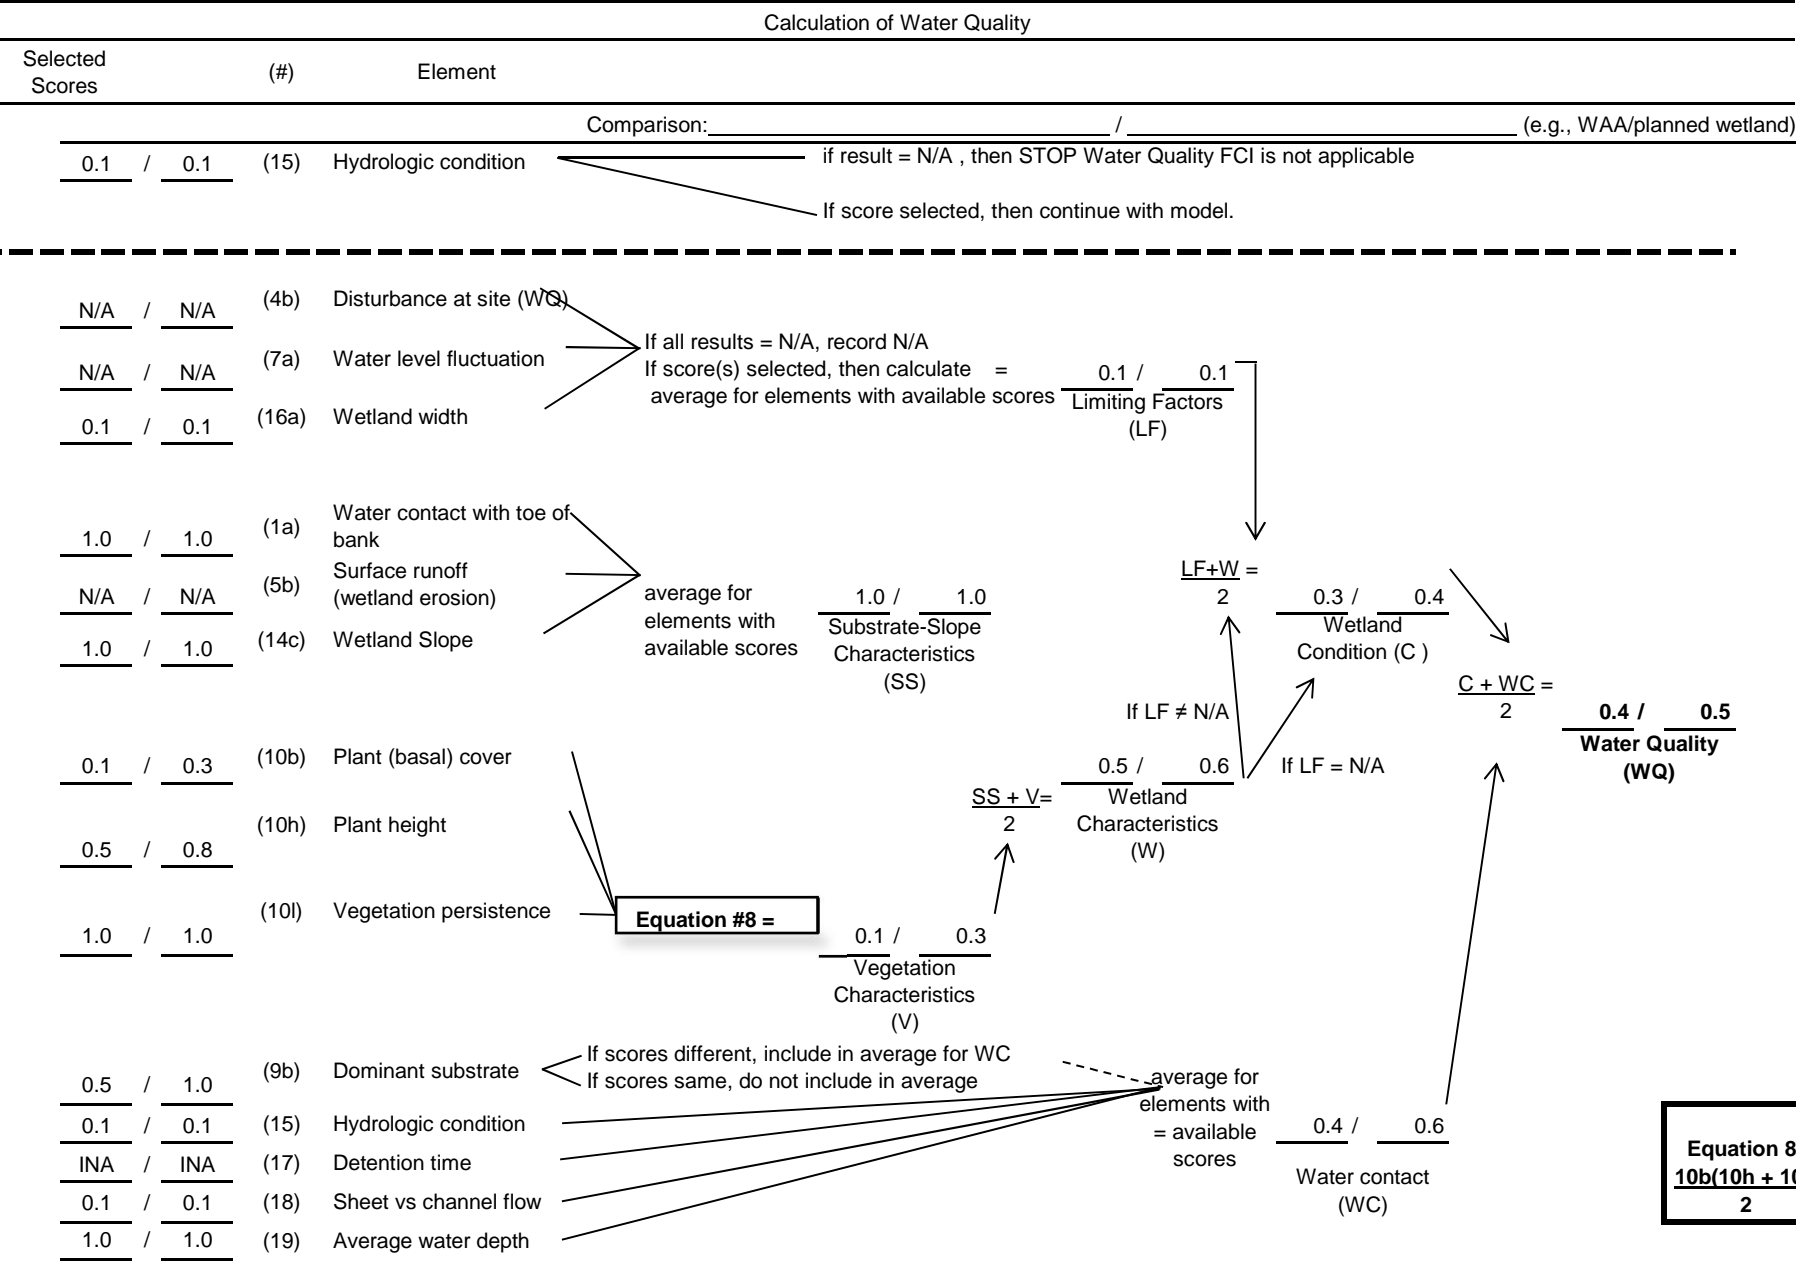 Calculation of Water Quality
Selected Scores (#) Element
Comparison: / (e.g., WAA/planned wetland)
0.1 / 0.1 (15) Hydrologic condition if result = N/A , then STOP Water Quality FCI is not applicable
If score selected, then continue with model.
N/A / N/A (4b) Disturbance at site (WQ)
N/A / N/A (7a) Water level fluctuation
0.1 / 0.1 (16a) Wetland width
If all results = N/A, record N/A
If score(s) selected, then calculate =
average for elements with available scores
0.1 / 0.1
Limiting Factors
(LF)
1.0 / 1.0 (1a) Water contact with toe of
bank
N/A / N/A (5b) Surface runoff
(wetland erosion)
1.0 / 1.0 (14c) Wetland Slope
average for
elements with
available scores
1.0 / 1.0
Substrate-Slope
Characteristics
(SS)
LF+W =
2
0.3 / 0.4
Wetland
Condition (C )
If LF ≠ N/A
If LF = N/A
C + WC =
2
0.4 / 0.5
Water Quality
(WQ)
0.1 / 0.3 (10b) Plant (basal) cover
0.5 / 0.8 (10h) Plant height
1.0 / 1.0 (10l) Vegetation persistence
Equation #8 =
0.1 / 0.3
Vegetation
Characteristics
(V)
SS + V=
2
0.5 / 0.6
Wetland
Characteristics
(W)
0.5 / 1.0 (9b) Dominant substrate
If scores different, include in average for WC
If scores same, do not include in average
0.1 / 0.1 (15) Hydrologic condition
INA / INA (17) Detention time
0.1 / 0.1 (18) Sheet vs channel flow
1.0 / 1.0 (19) Average water depth
average for
elements with
= available
scores
0.4 / 0.6
Water contact
(WC)
Equation 8
10b(10h + 10
2